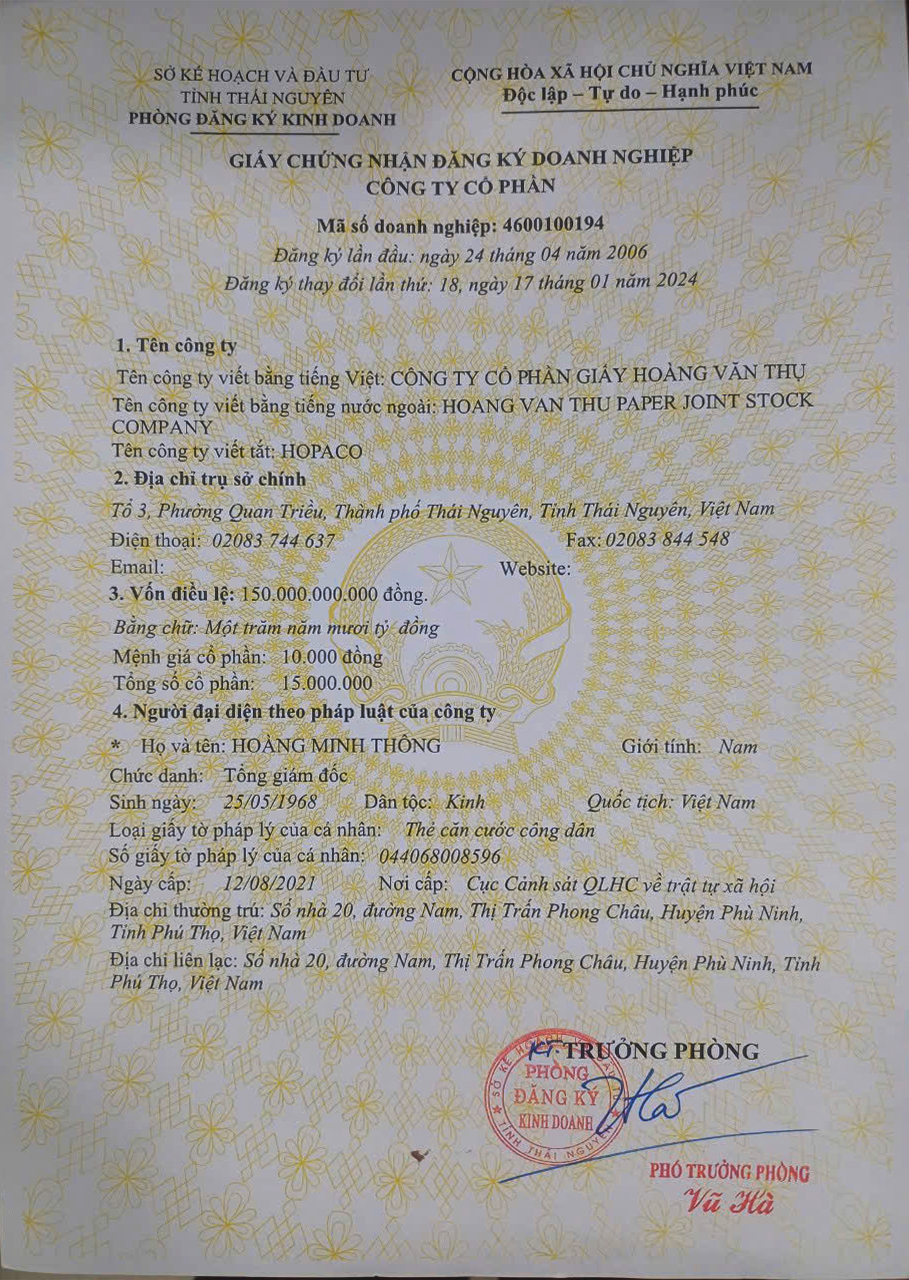 SỞ KẾ HOẠCH VÀ ĐẦU TƯ
TỈNH THÁI NGUYÊN
PHÒNG ĐĂNG KÝ KINH DOANH
CỘNG HÒA XÃ HỘI CHỦ NGHĨA VIỆT NAM
Độc lập – Tự do – Hạnh phúc
GIẤY CHỨNG NHẬN ĐĂNG KÝ DOANH NGHIỆP
CÔNG TY CỔ PHẦN
Mã số doanh nghiệp: 4600100194
Đăng ký lần đầu: ngày 24 tháng 04 năm 2006
Đăng ký thay đổi lần thứ: 18, ngày 17 tháng 01 năm 2024
1. Tên công ty
Tên công ty viết bằng tiếng Việt: CÔNG TY CỔ PHẦN GIẤY HOÀNG VĂN THỤ
Tên công ty viết bằng tiếng nước ngoài: HOANG VAN THU PAPER JOINT STOCK
COMPANY
Tên công ty viết tắt: HOPACO
2. Địa chỉ trụ sở chính
Tổ 3, Phường Quan Triều, Thành phố Thái Nguyên, Tỉnh Thái Nguyên, Việt Nam
Điện thoại: 02083 744 637 Fax: 02083 844 548
Email: Website:
3. Vốn điều lệ: 150.000.000.000 đồng.
Bằng chữ: Một trăm năm mươi tỷ đồng
Mệnh giá cổ phần: 10.000 đồng
Tổng số cổ phần: 15.000.000
4. Người đại diện theo pháp luật của công ty
* Họ và tên: HOÀNG MINH THÔNG Giới tính: Nam
Chức danh: Tổng giám đốc
Sinh ngày: 25/05/1968 Dân tộc: Kinh Quốc tịch: Việt Nam
Loại giấy tờ pháp lý của cá nhân: Thẻ căn cước công dân
Số giấy tờ pháp lý của cá nhân: 044068008596
Ngày cấp: 12/08/2021 Nơi cấp: Cục Cảnh sát QLHC về trật tự xã hội
Địa chỉ thường trú: Số nhà 20, đường Nam, Thị Trấn Phong Châu, Huyện Phù Ninh,
Tỉnh Phú Thọ, Việt Nam
Địa chỉ liên lạc: Số nhà 20, đường Nam, Thị Trấn Phong Châu, Huyện Phù Ninh, Tỉnh
Phú Thọ, Việt Nam
KT. TRƯỞNG PHÒNG
SỞ KẾ HOẠCH VÀ ĐẦU TƯ
PHÒNG
ĐĂNG KÝ
KINH DOANH
TỈNH THÁI NGUYÊN
Hà
PHÓ TRƯỞNG PHÒNG
Vũ Hà